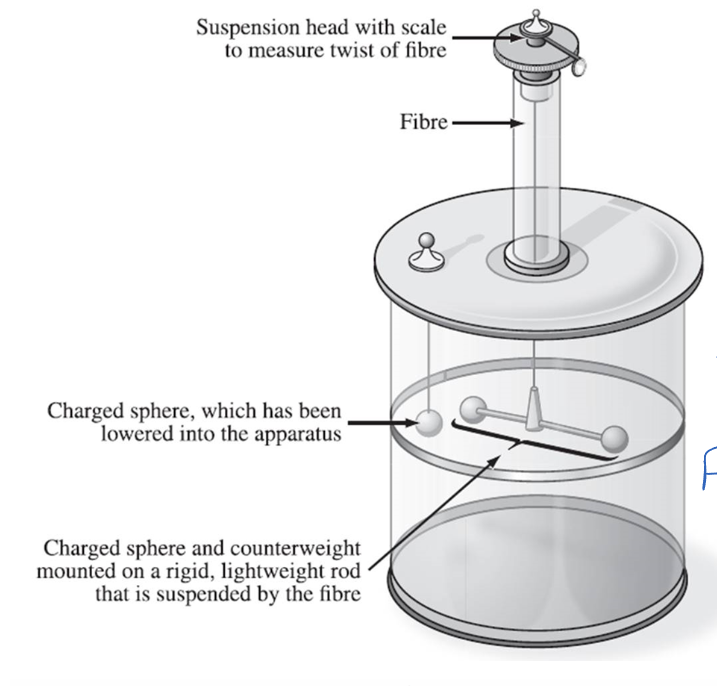 Suspension head with scale
to measure twist of fibre
Fibre
Charged sphere, which has been
lowered into the apparatus
Charged sphere and counterweight
mounted on a rigid, lightweight rod
that is suspended by the fibre